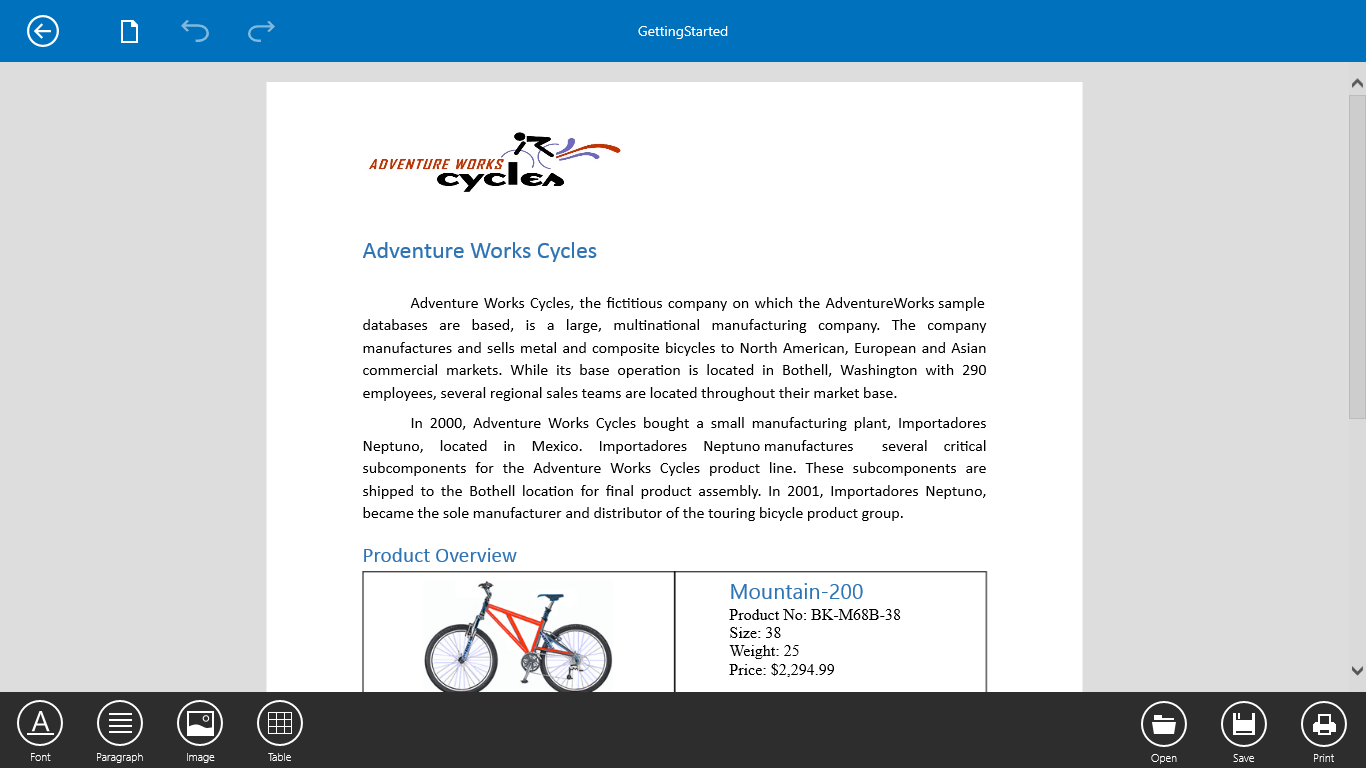 GettingStarted
ADVENTURE WORKS
cycles
Adventure Works Cycles
Adventure Works Cycles, the fictitious company on which the AdventureWorks sample
databases are based, is a large, multinational manufacturing company. The company
manufactures and sells metal and composite bicycles to North American, European and Asian
commercial markets. While its base operation is located in Bothell, Washington with 290
employees, several regional sales teams are located throughout their market base.
In 2000, Adventure Works Cycles bought a small manufacturing plant, Importadores
Neptuno, located in Mexico. Importadores Neptuno manufactures several critical
subcomponents for the Adventure Works Cycles product line. These subcomponents are
shipped to the Bothell location for final product assembly. In 2001, Importadores Neptuno,
became the sole manufacturer and distributor of the touring bicycle product group.
Product Overview
Mountain-200
Product No: BK-M68B-38
Size: 38
Weight: 25
Price: $2,294.99
A
Font
Paragraph
Image
Table
Open
Save
Print